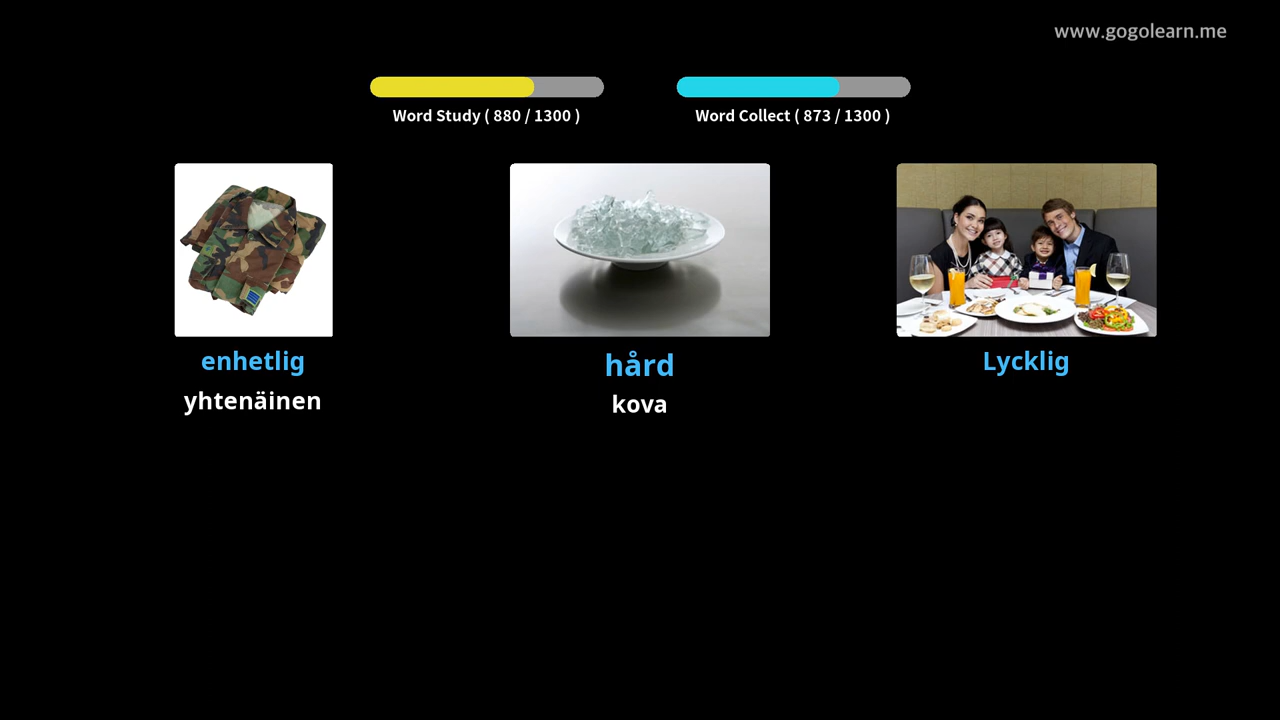 www.gogolearn.me
Word Study ( 880 / 1300 )
Word Collect ( 873 / 1300 )
enhetlig
yhtenäinen
hård
kova
Lycklig